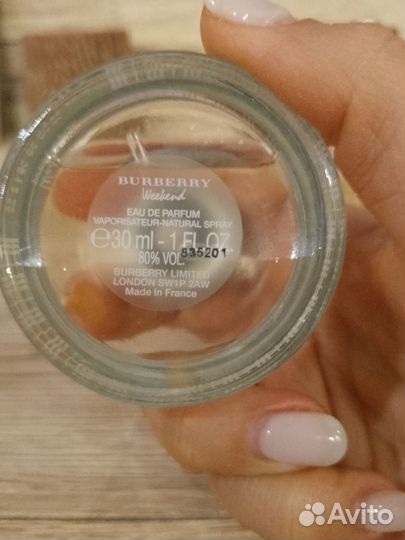 BURBERRY
Weekend
EAU DE PARFUM
VAPORISATEUR-NATURAL SPRAY
℮30 ml - 1 FL OZ
80% VOL. 835201
BURBERRY LIMITED
LONDON SW1P 2AW
Made in France
Avito